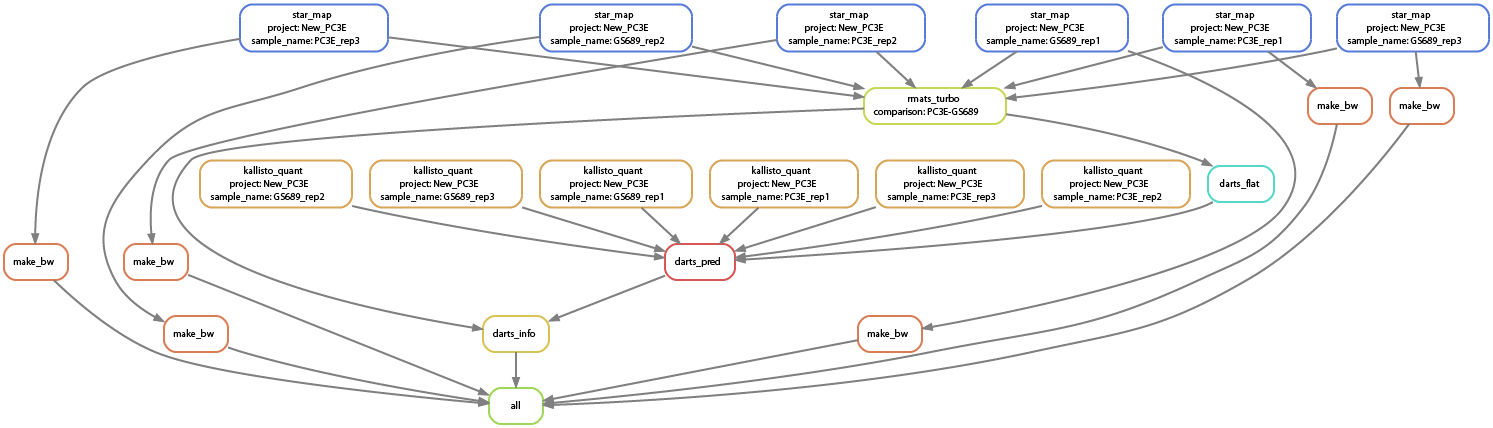 star_map
project: New_PC3E
sample_name: PC3E_rep3
star_map
project: New_PC3E
sample_name: GS689_rep2
star_map
project: New_PC3E
sample_name: PC3E_rep2
star_map
project: New_PC3E
sample_name: GS689_rep1
star_map
project: New_PC3E
sample_name: PC3E_rep1
star_map
project: New_PC3E
sample_name: GS689_rep3
rmats_turbo
comparison: PC3E-GS689
make_bw
make_bw
kallisto_quant
project: New_PC3E
sample_name: GS689_rep2
kallisto_quant
project: New_PC3E
sample_name: GS689_rep3
kallisto_quant
project: New_PC3E
sample_name: GS689_rep1
kallisto_quant
project: New_PC3E
sample_name: PC3E_rep1
kallisto_quant
project: New_PC3E
sample_name: PC3E_rep3
kallisto_quant
project: New_PC3E
sample_name: PC3E_rep2
darts_flat
make_bw
make_bw
darts_pred
make_bw
darts_info
make_bw
all